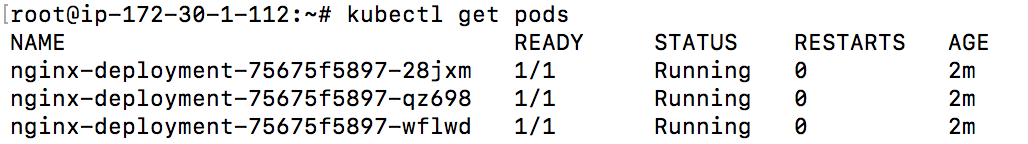 [root@ip-172-30-1-112:~# kubectl get pods
NAME READY STATUS RESTARTS AGE
nginx-deployment-75675f5897-28jxm 1/1 Running 0 2m
nginx-deployment-75675f5897-qz698 1/1 Running 0 2m
nginx-deployment-75675f5897-wflwd 1/1 Running 0 2m